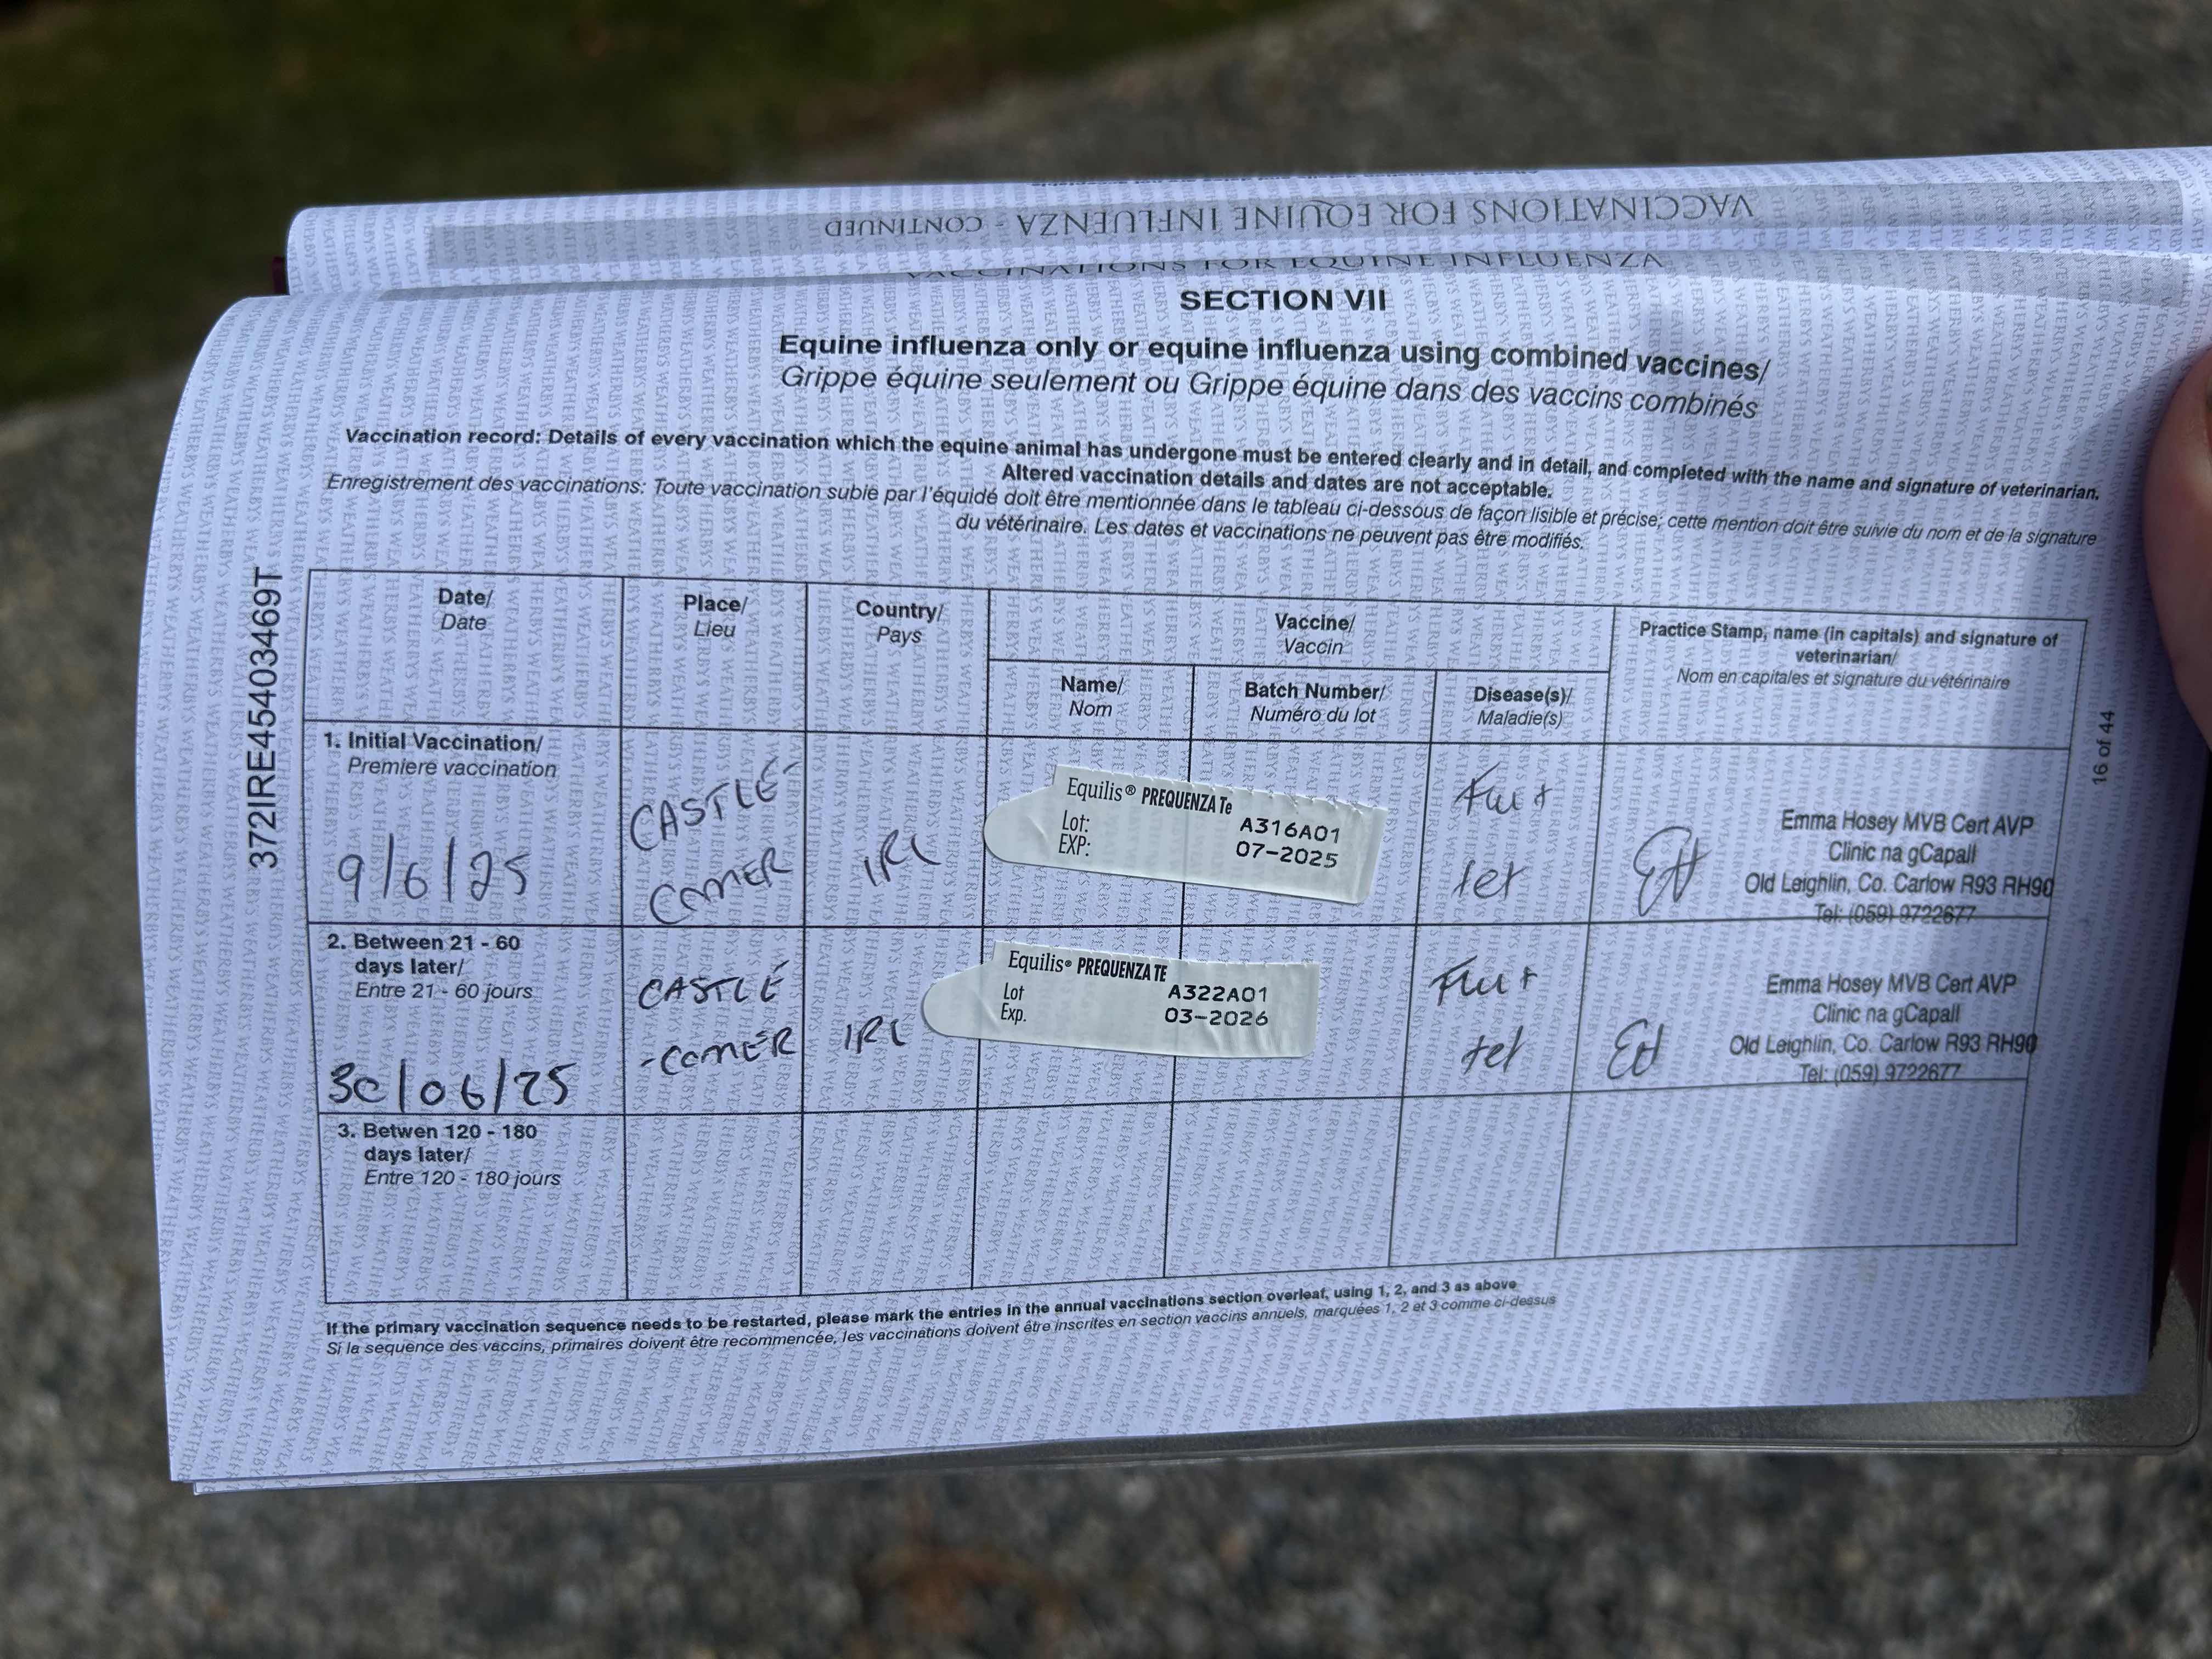 VACCINATIONS FOR EQUINE INFLUENZA - CONTINUED
VACCINATIONS FOR EQUINE INFLUENZA
SECTION VII
Equine influenza only or equine influenza using combined vaccines/
Grippe équine seulement ou Grippe équine dans des vaccins combinés
Vaccination record: Details of every vaccination which the equine animal has undergone must be entered clearly and in detail, and completed with the name and signature of veterinarian.
Altered vaccination details and dates are not acceptable.
Enregistrement des vaccinations: Toute vaccination subie par l'équidé doit être mentionnée dans le tableau ci-dessous de façon lisible et précise; cette mention doit être suivie du nom et de la signature
du vétérinaire. Les dates et vaccinations ne peuvent pas être modifiés.
372IRE45403469T
Date/
Date
Place/
Lieu
Country/
Pays
Vaccine/
Vaccin
Name/
Nom
Batch Number/
Numéro du lot
Disease(s)/
Maladie(s)
Practice Stamp, name (in capitals) and signature of
veterinarian/
Nom en capitales et signature du vétérinaire
1. Initial Vaccination/
Premiere vaccination
9/6/25
CASTLE-
COMER
IRL
Equilis® PREQUENZA Te
Lot: A316A01
EXP: 07-2025
Flu +
tet
EH
Emma Hosey MVB Cert AVP
Clinic na gCapall
Old Leighlin, Co. Carlow R93 RH90
Tel: (059) 9722677
2. Between 21 - 60
days later/
Entre 21 - 60 jours
30/06/25
CASTLE
-COMER
IRL
Equilis® PREQUENZA TE
Lot A322A01
Exp. 03-2026
Flu +
tet
EH
Emma Hosey MVB Cert AVP
Clinic na gCapall
Old Leighlin, Co. Carlow R93 RH90
Tel: (059) 9722677
3. Betwen 120 - 180
days later/
Entre 120 - 180 jours
16 of 44
If the primary vaccination sequence needs to be restarted, please mark the entries in the annual vaccinations section overleaf, using 1, 2, and 3 as above
Si la sequence des vaccins, primaires doivent être recommencée, les vaccinations doivent être inscrites en section vaccins annuels, marquées 1, 2 et 3 comme ci-dessus